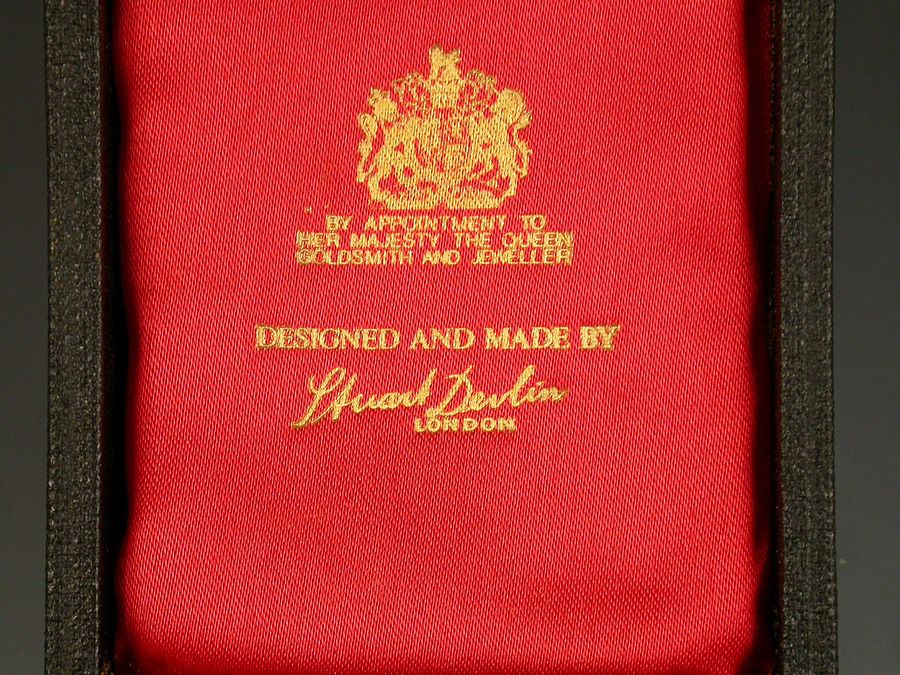 BY APPOINTMENT TO
HER MAJESTY THE QUEEN
GOLDSMITH AND JEWELLER
DESIGNED AND MADE BY
Stuart Devlin
LONDON